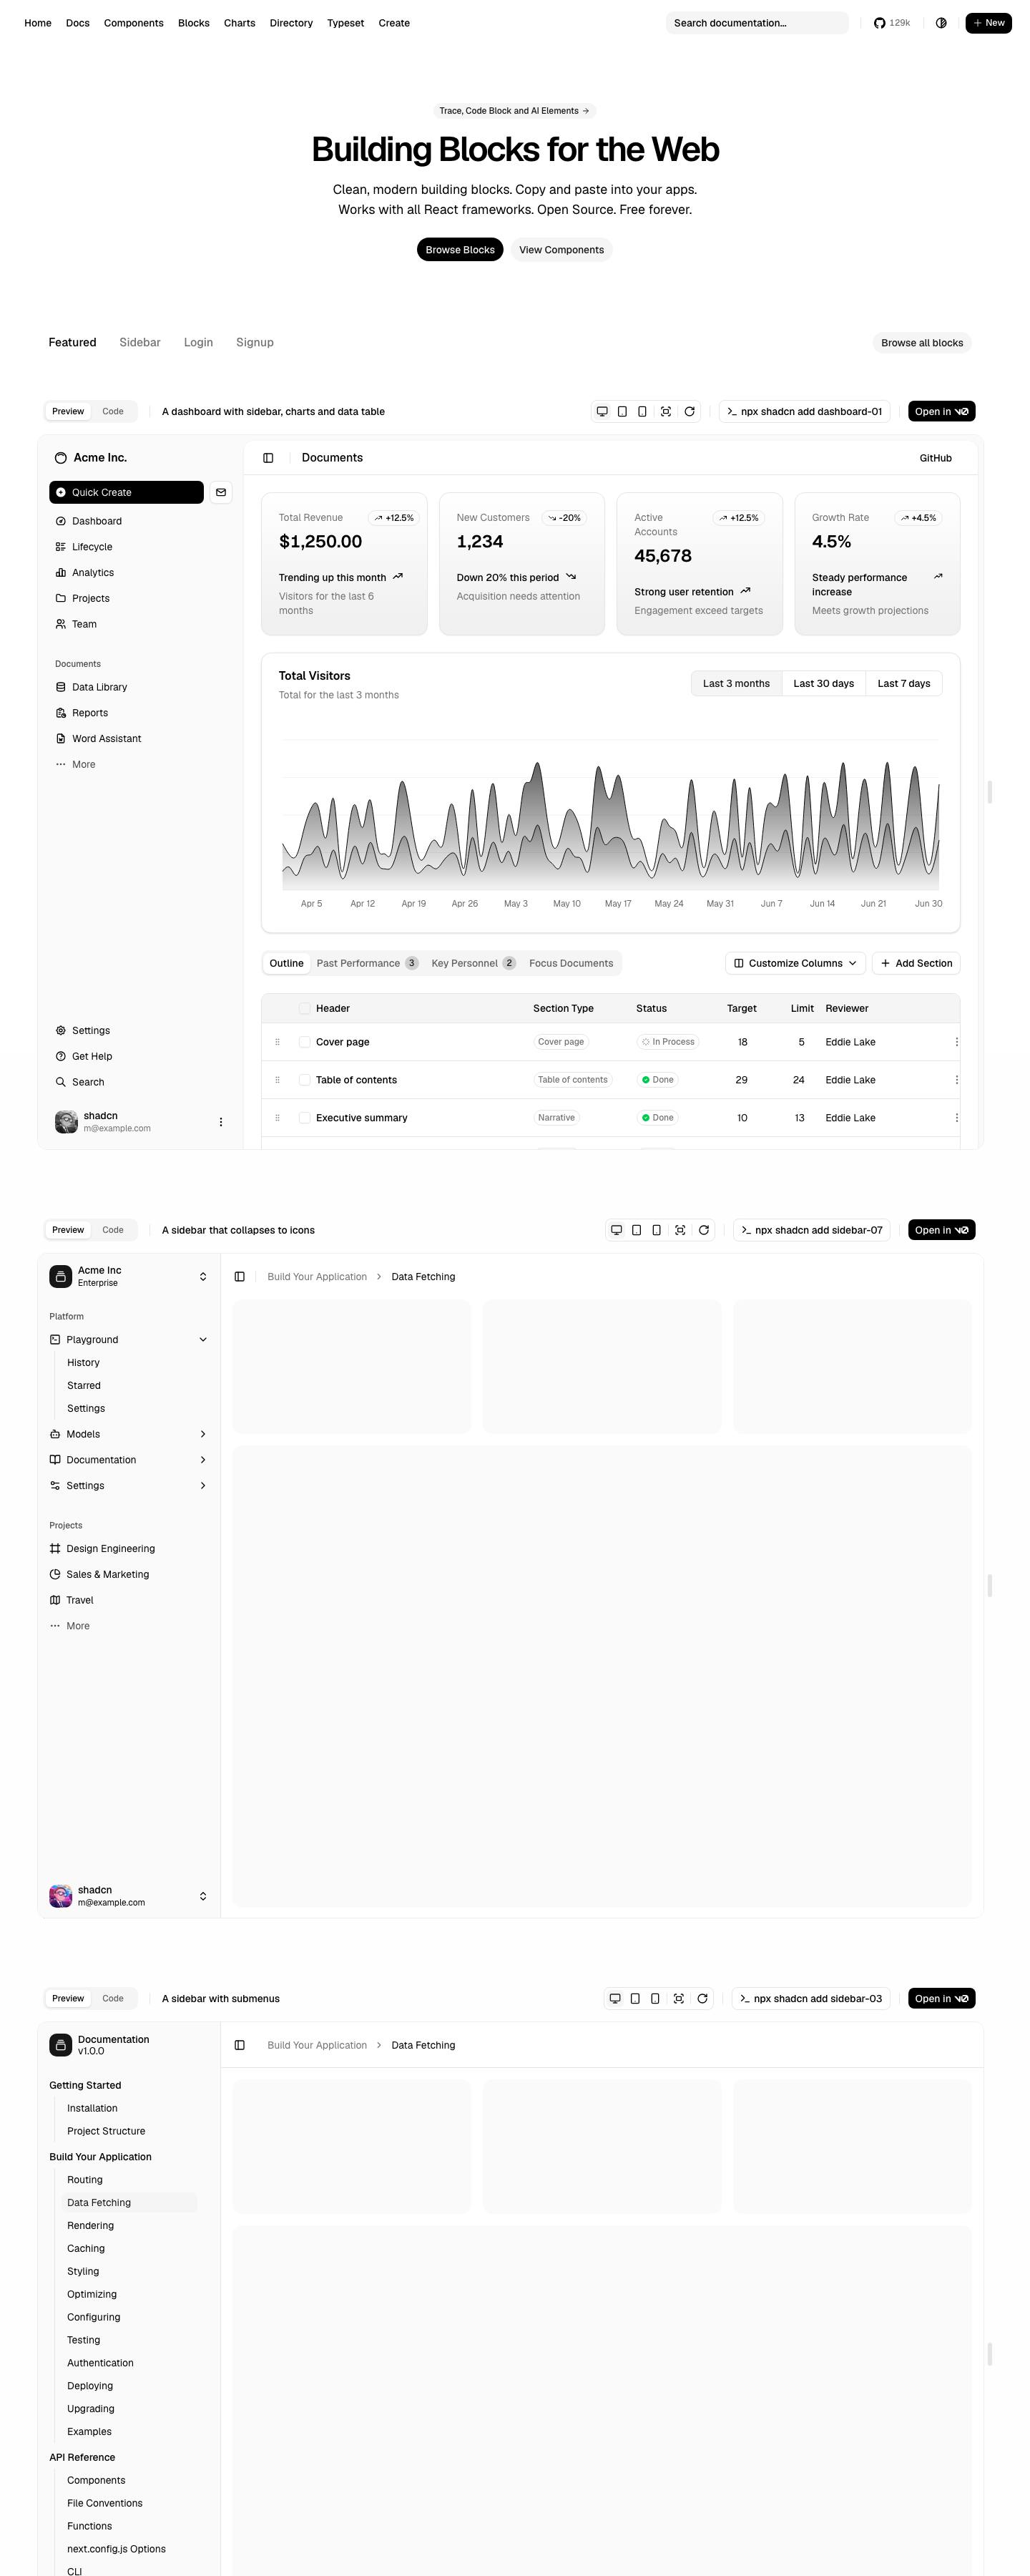 Home Docs Components Blocks Charts Directory Typeset Create
Search documentation... 129k New
Trace, Code Block and AI Elements →
Building Blocks for the Web
Clean, modern building blocks. Copy and paste into your apps.
Works with all React frameworks. Open Source. Free forever.
Browse Blocks View Components
Featured Sidebar Login Signup Browse all blocks
Preview Code A dashboard with sidebar, charts and data table npx shadcn add dashboard-01 Open in v0
Acme Inc.
Quick Create
Dashboard
Lifecycle
Analytics
Projects
Team
Documents
Data Library
Reports
Word Assistant
More
Settings
Get Help
Search
shadcn
m@example.com
Documents GitHub
Total Revenue +12.5%
$1,250.00
Trending up this month
Visitors for the last 6
months
New Customers -20%
1,234
Down 20% this period
Acquisition needs attention
Active
Accounts
+12.5%
45,678
Strong user retention
Engagement exceed targets
Growth Rate +4.5%
4.5%
Steady performance
increase
Meets growth projections
Total Visitors
Total for the last 3 months
Last 3 months Last 30 days Last 7 days
Apr 5 Apr 12 Apr 19 Apr 26 May 3 May 10 May 17 May 24 May 31 Jun 7 Jun 14 Jun 21 Jun 30
Outline Past Performance 3 Key Personnel 2 Focus Documents Customize Columns Add Section
Header Section Type Status Target Limit Reviewer
Cover page Cover page In Process 18 5 Eddie Lake
Table of contents Table of contents Done 29 24 Eddie Lake
Executive summary Narrative Done 10 13 Eddie Lake
Preview Code A sidebar that collapses to icons npx shadcn add sidebar-07 Open in v0
Acme Inc
Enterprise
Platform
Playground
History
Starred
Settings
Models
Documentation
Settings
Projects
Design Engineering
Sales & Marketing
Travel
More
shadcn
m@example.com
Build Your Application Data Fetching
Preview Code A sidebar with submenus npx shadcn add sidebar-03 Open in v0
Documentation
v1.0.0
Getting Started
Installation
Project Structure
Build Your Application
Routing
Data Fetching
Rendering
Caching
Styling
Optimizing
Configuring
Testing
Authentication
Deploying
Upgrading
Examples
API Reference
Components
File Conventions
Functions
next.config.js Options
CLI
Build Your Application Data Fetching